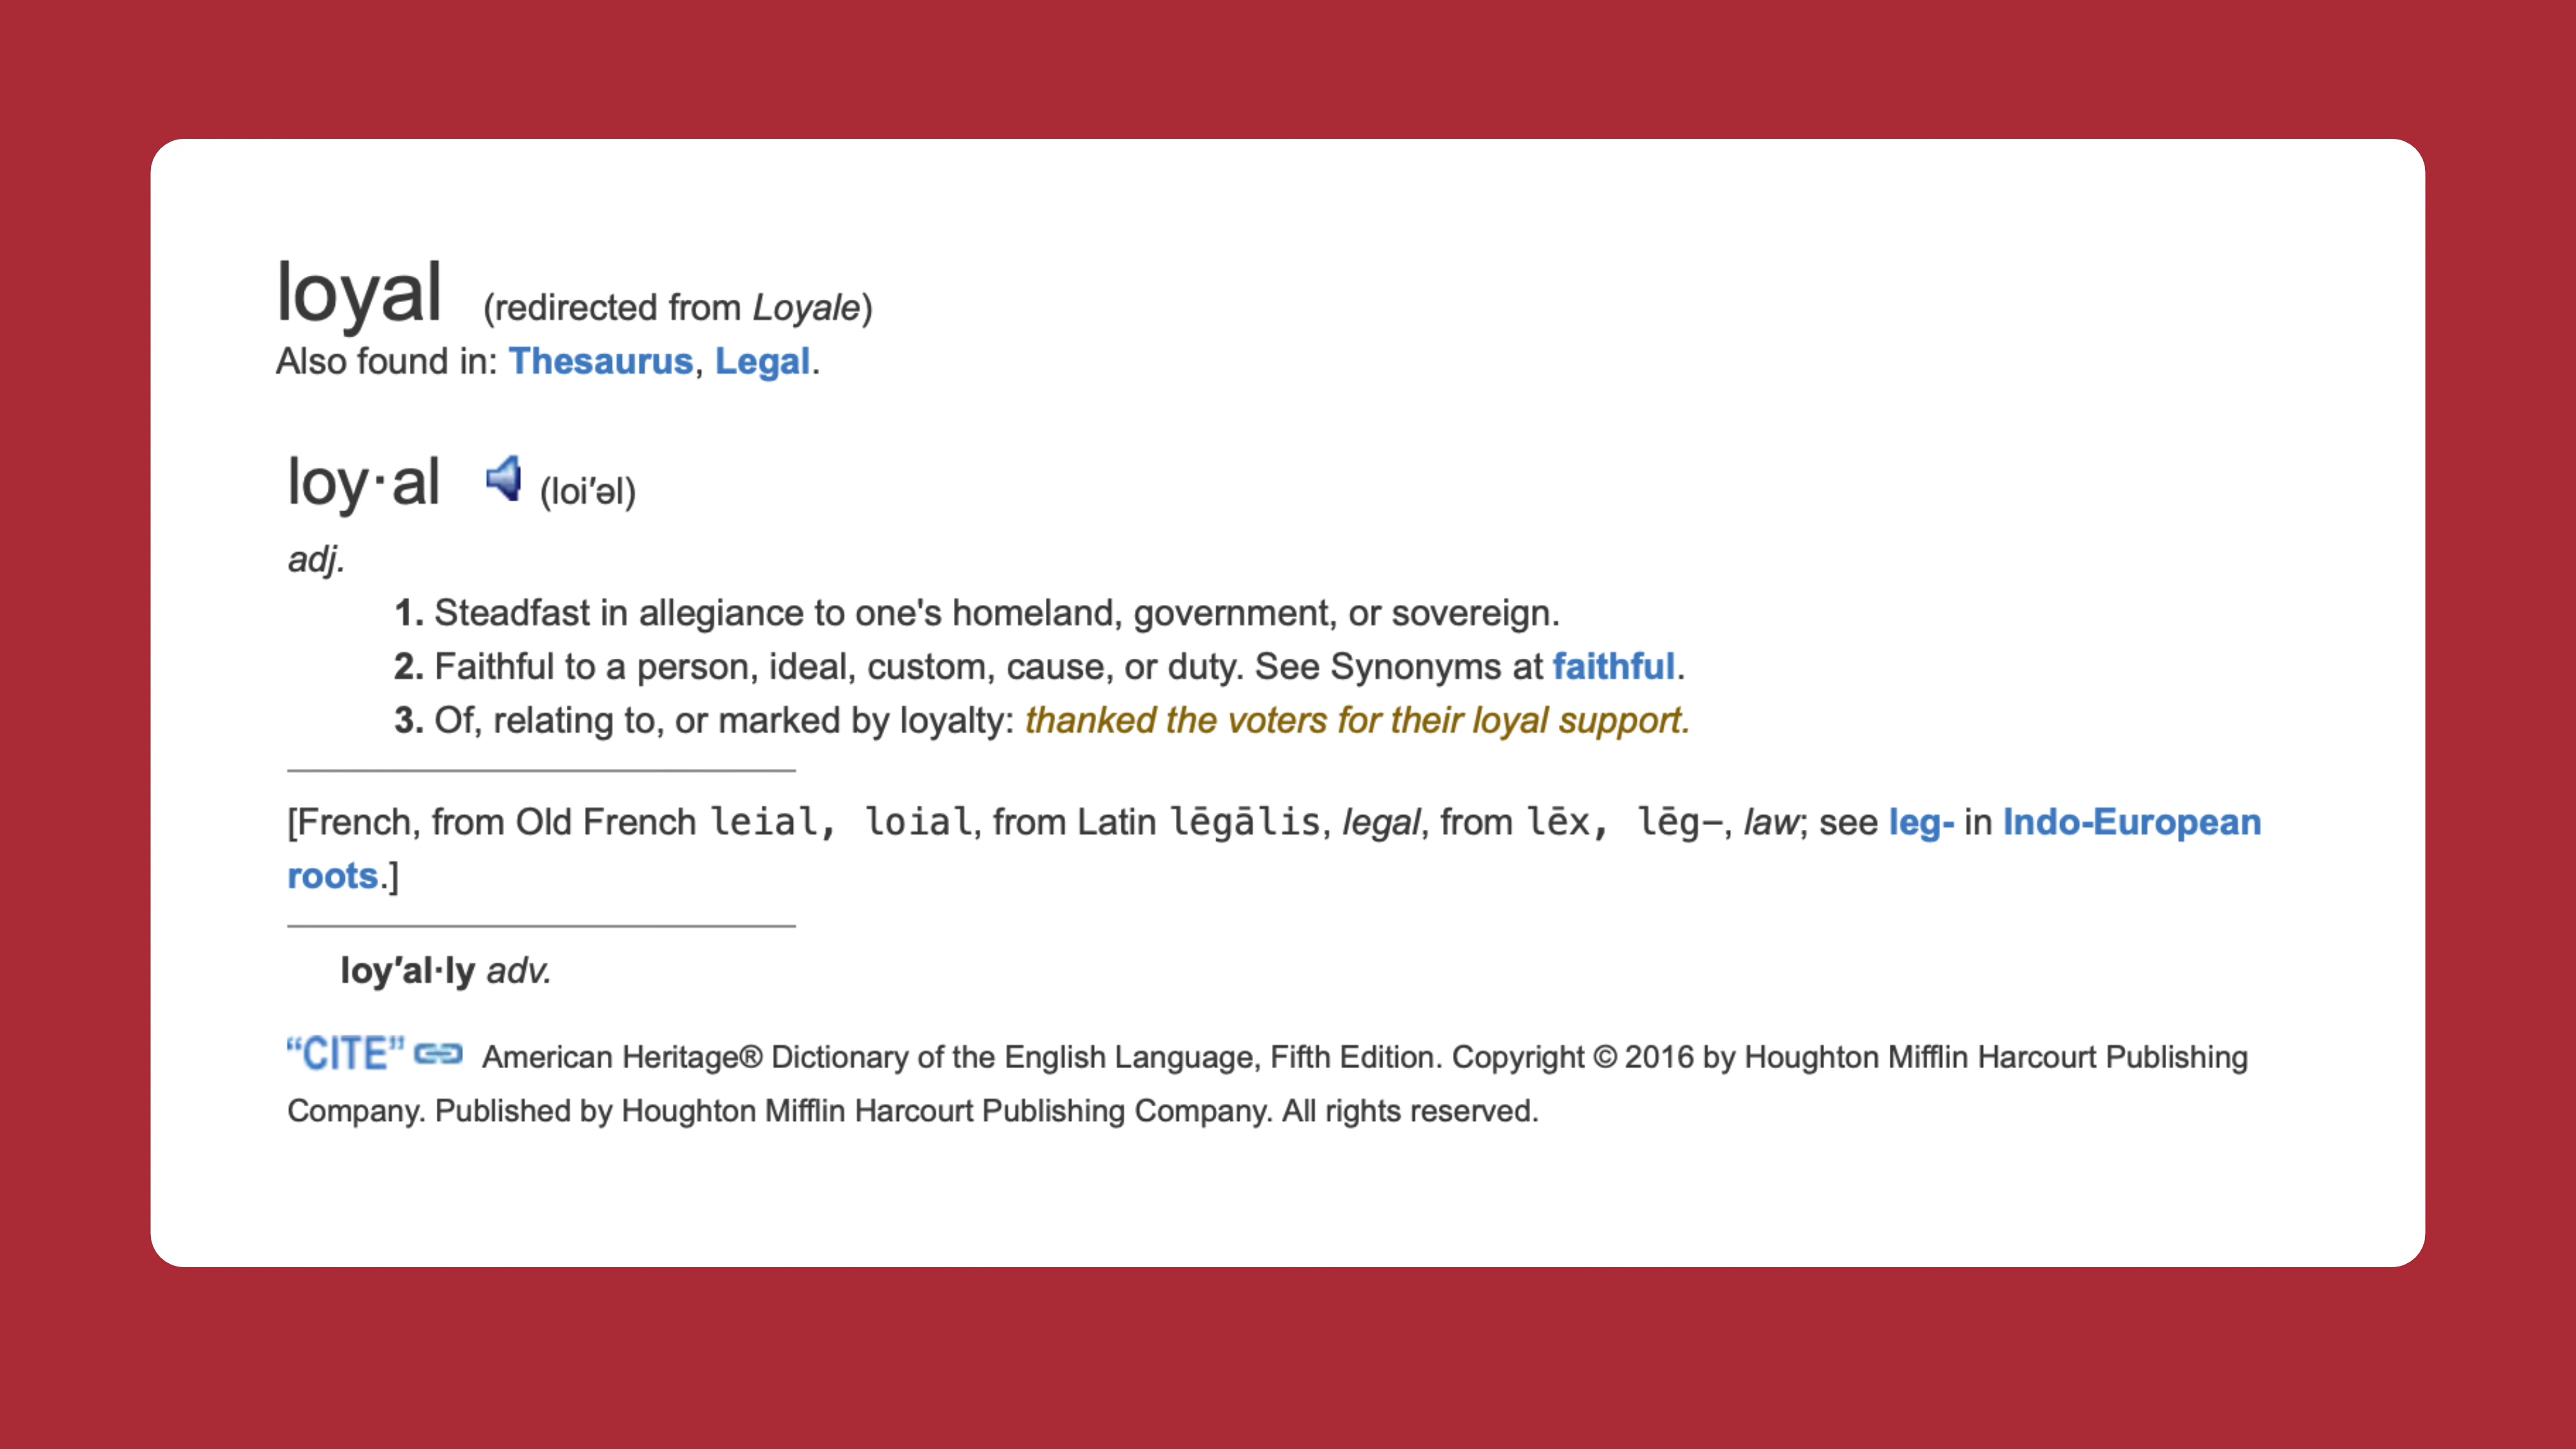 loyal (redirected from Loyale)
Also found in: Thesaurus, Legal.
loy·al (loi′əl)
adj.
1. Steadfast in allegiance to one's homeland, government, or sovereign.
2. Faithful to a person, ideal, custom, cause, or duty. See Synonyms at faithful.
3. Of, relating to, or marked by loyalty: thanked the voters for their loyal support.
[French, from Old French leial, loial, from Latin lēgālis, legal, from lēx, lēg–, law; see leg- in Indo-European
roots.]
loy′al·ly adv.
“CITE” American Heritage® Dictionary of the English Language, Fifth Edition. Copyright © 2016 by Houghton Mifflin Harcourt Publishing
Company. Published by Houghton Mifflin Harcourt Publishing Company. All rights reserved.